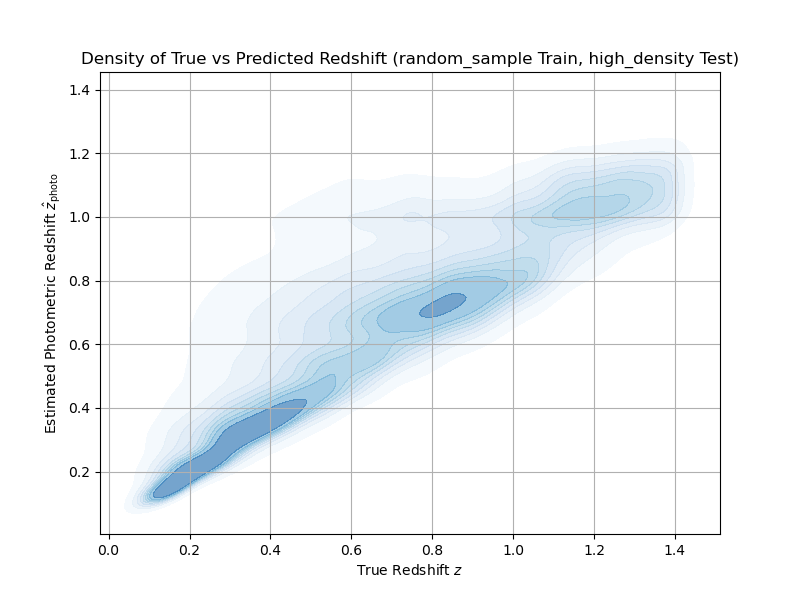 Density of True vs Predicted Redshift (random_sample Train, high_density Test)
Estimated Photometric Redshift ẑ_photo
1.4
1.2
1.0
0.8
0.6
0.4
0.2
0.0 0.2 0.4 0.6 0.8 1.0 1.2 1.4
True Redshift z